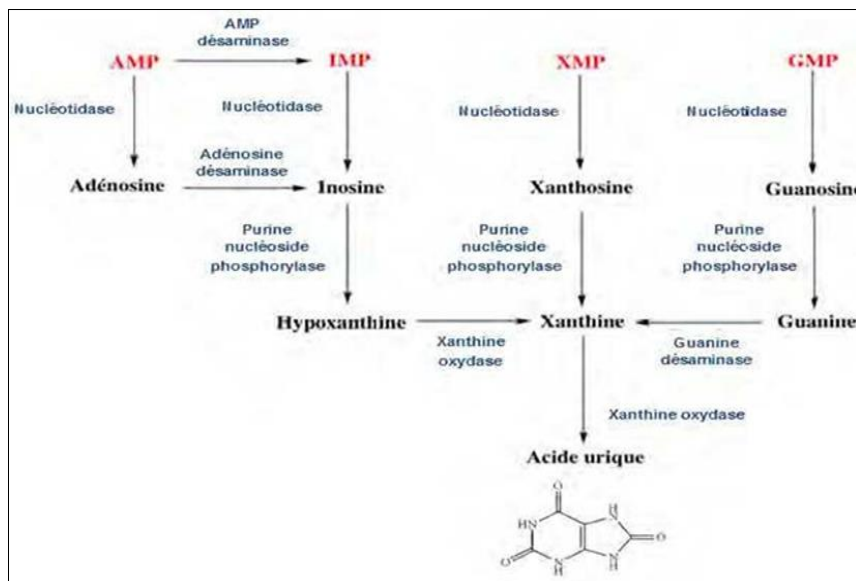 AMP
désaminase
AMP
IMP
XMP
GMP
Nucléotidase
Nucléotidase
Nucléotidase
Nucléotidase
Adénosine
désaminase
Adénosine
Inosine
Xanthosine
Guanosine
Purine
nucléoside
phosphorylase
Purine
nucléoside
phosphorylase
Purine
nucléoside
phosphorylase
Hypoxanthine
Xanthine
Guanine
Xanthine
oxydase
Guanine
désaminase
Xanthine oxydase
Acide urique
O
H
N
HN
O
O
N
H
N
H